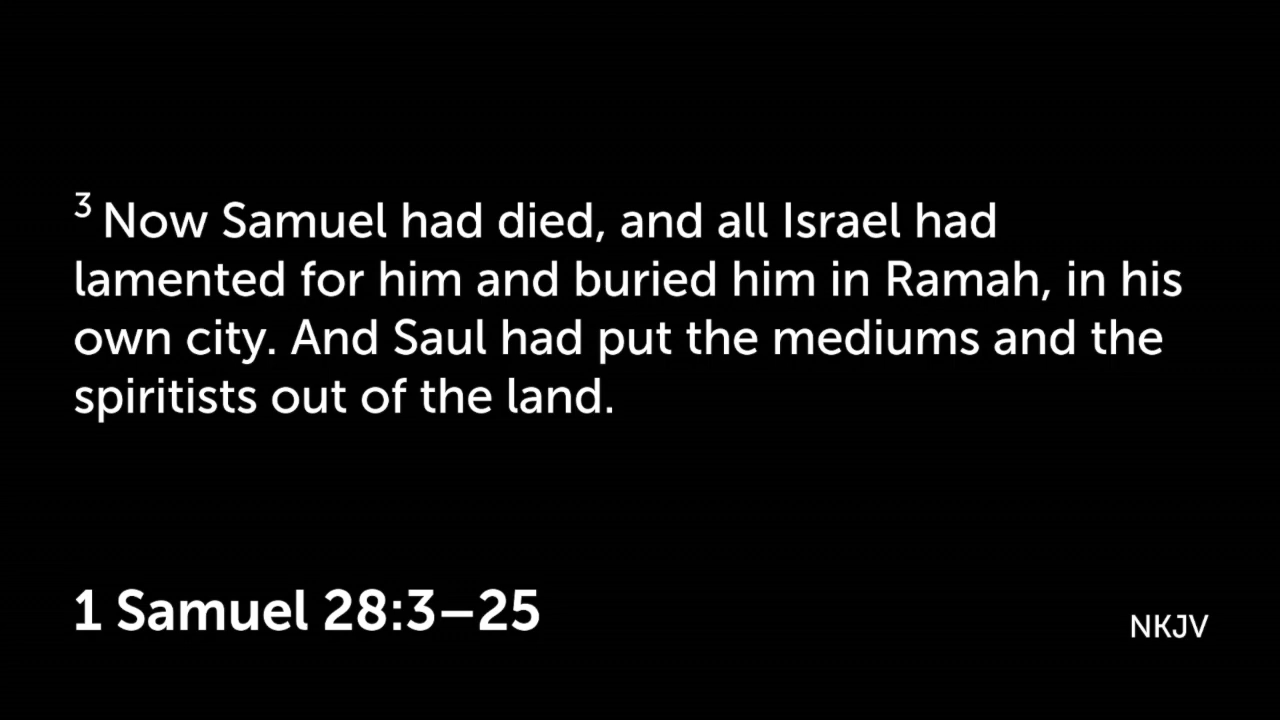 3 Now Samuel had died, and all Israel had
lamented for him and buried him in Ramah, in his
own city. And Saul had put the mediums and the
spiritists out of the land.
1 Samuel 28:3–25
NKJV